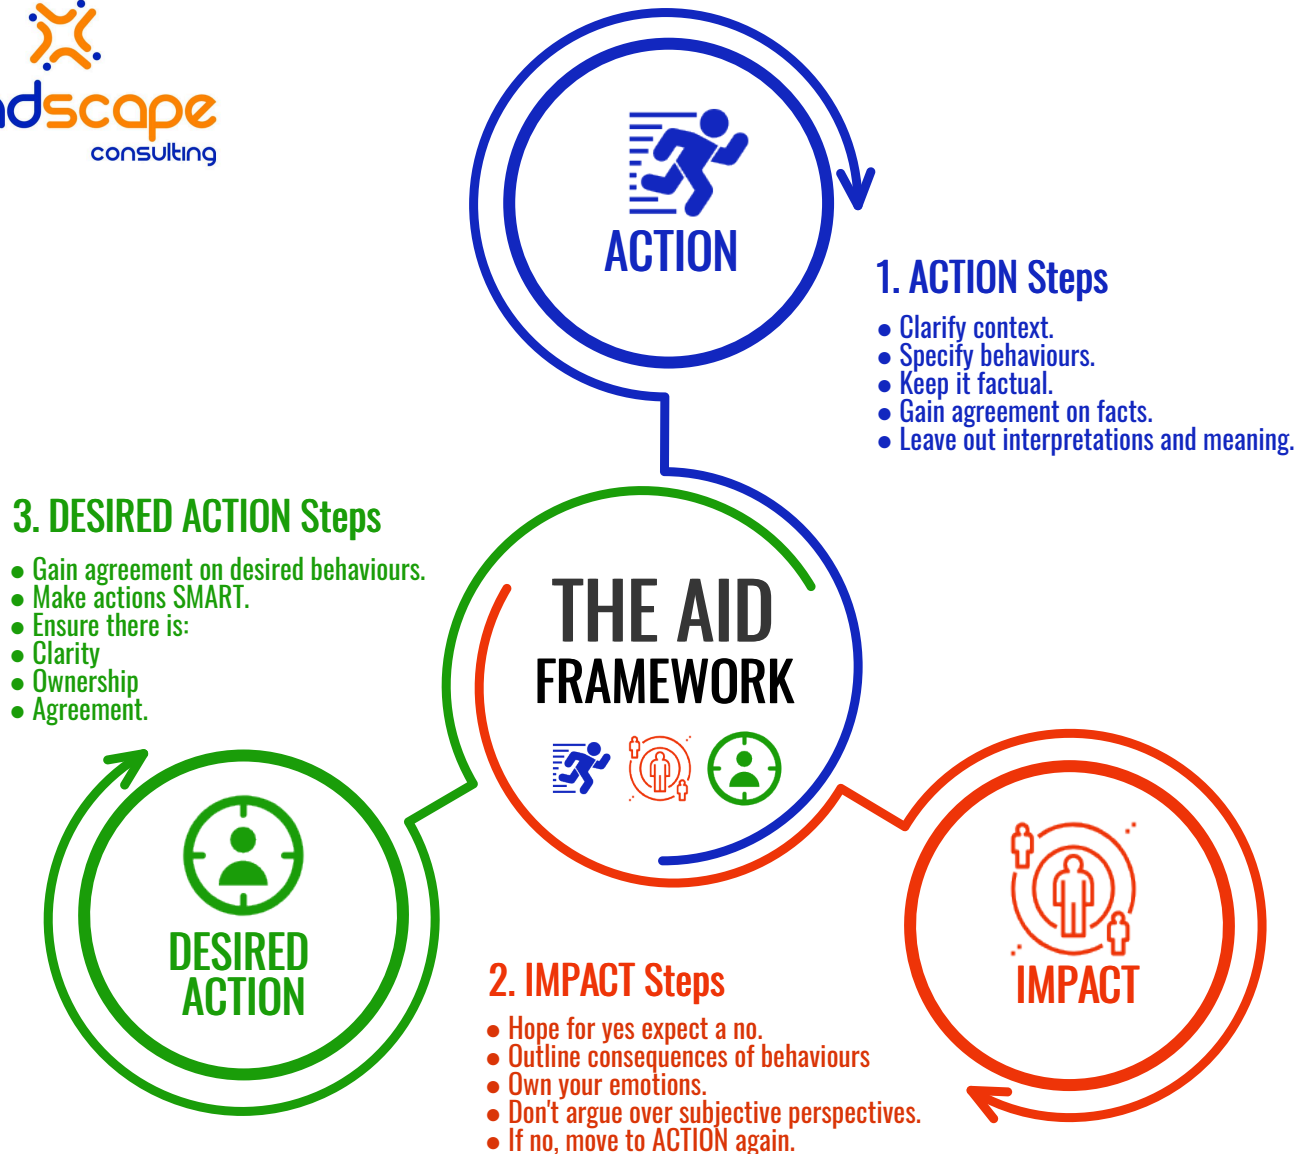 dscape
consulting
ACTION
1. ACTION Steps
● Clarify context.
● Specify behaviours.
● Keep it factual.
● Gain agreement on facts.
● Leave out interpretations and meaning.
3. DESIRED ACTION Steps
● Gain agreement on desired behaviours.
● Make actions SMART.
● Ensure there is:
● Clarity
● Ownership
● Agreement.
THE AID
FRAMEWORK
DESIRED
ACTION
IMPACT
2. IMPACT Steps
● Hope for yes expect a no.
● Outline consequences of behaviours
● Own your emotions.
● Don't argue over subjective perspectives.
● If no, move to ACTION again.